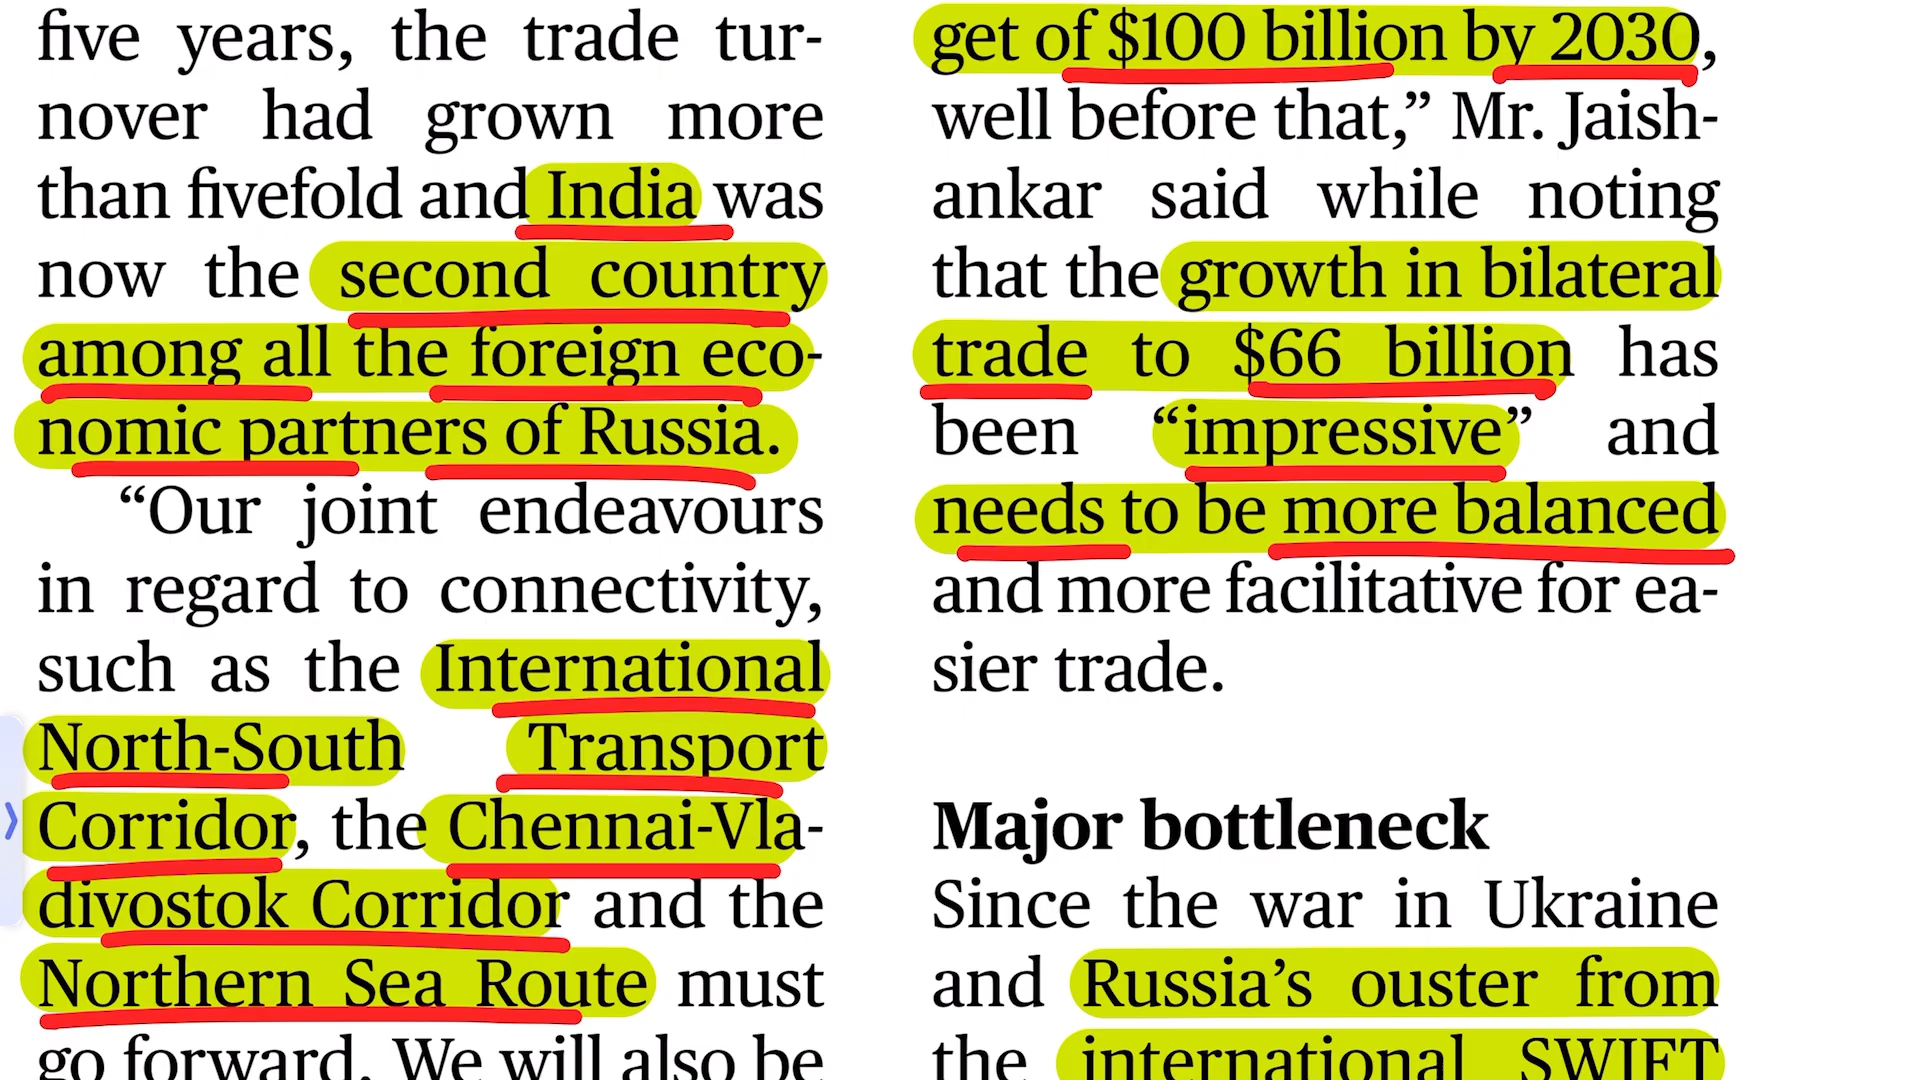 five years, the trade tur-
nover had grown more
than fivefold and India was
now the second country
among all the foreign eco-
nomic partners of Russia.
“Our joint endeavours
in regard to connectivity,
such as the International
North-South Transport
Corridor, the Chennai-Vla-
divostok Corridor and the
Northern Sea Route must
go forward. We will also be
get of $100 billion by 2030,
well before that,” Mr. Jaish-
ankar said while noting
that the growth in bilateral
trade to $66 billion has
been “impressive” and
needs to be more balanced
and more facilitative for ea-
sier trade.
Major bottleneck
Since the war in Ukraine
and Russia’s ouster from
the international SWIFT